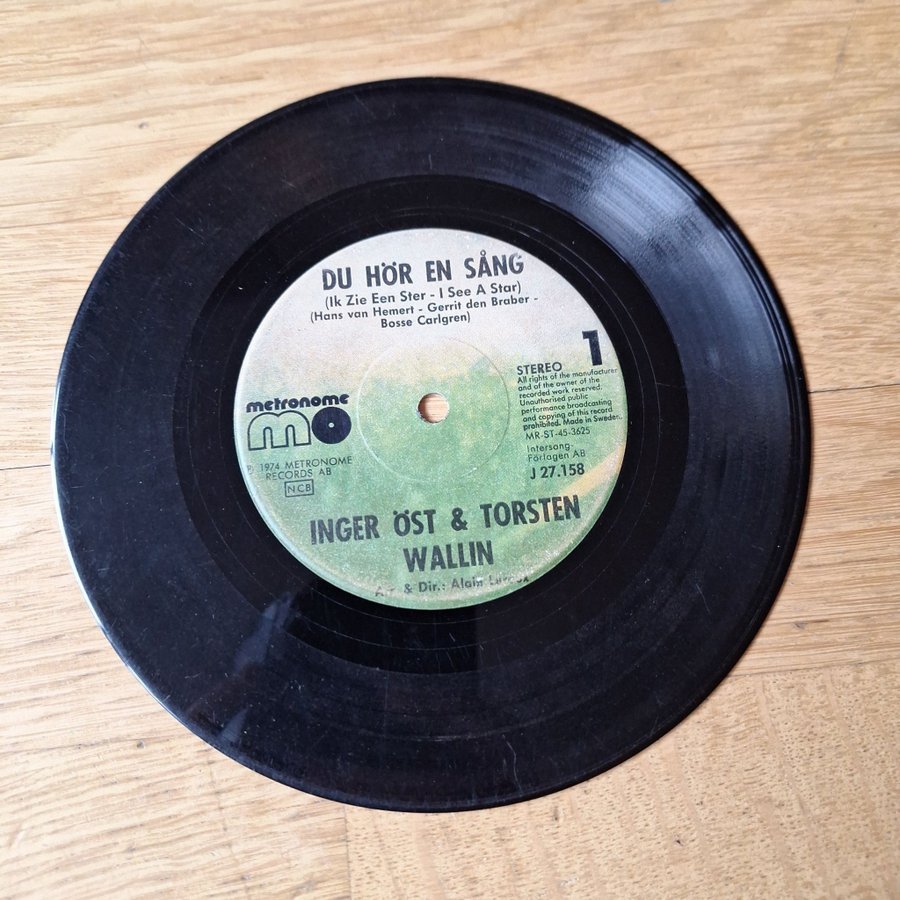 DU HÖR EN SÅNG
(Ik Zie Een Ster - I See A Star)
(Hans van Hemert - Gerrit den Braber -
Bosse Carlgren)
1
STEREO
All rights of the manufacturer
and of the owner of the
recorded work reserved.
Unauthorised public
performance broadcasting
and copying of this record
prohibited. Made in Sweden.
MR-ST-45-3625
Intersong-
Förlagen AB
J 27.158
metronome
mo
℗ 1974 METRONOME
RECORDS AB
NCB
INGER ÖST & TORSTEN
WALLIN
& Dir.: Alain